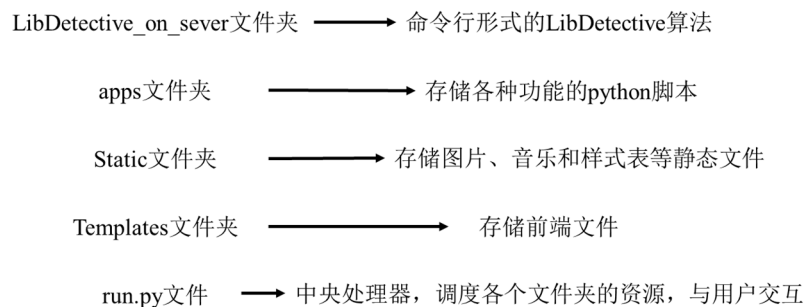 LibDetective_on_sever文件夹 命令行形式的LibDetective算法
apps文件夹 存储各种功能的python脚本
Static文件夹 存储图片、音乐和样式表等静态文件
Templates文件夹 存储前端文件
run.py文件 中央处理器，调度各个文件夹的资源，与用户交互